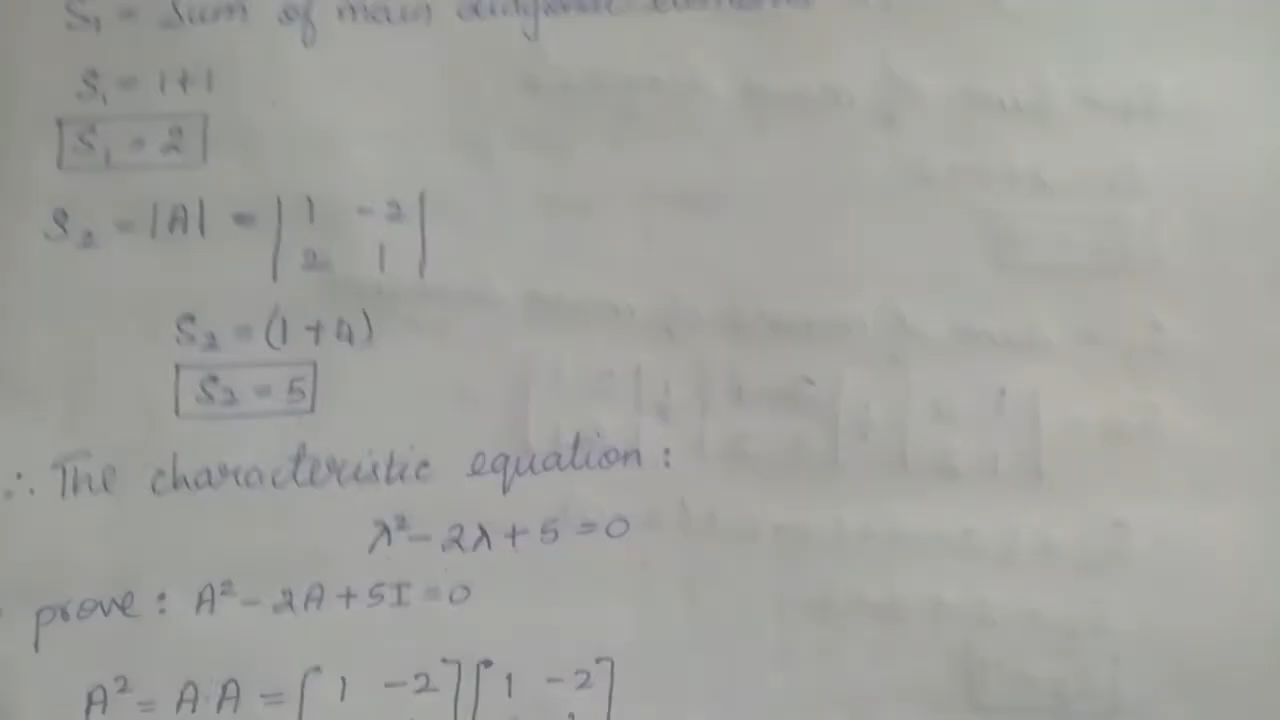 S₁ = Sum of main diagonal elements
S₁ = 1+1
S₁ = 2
S₂ = |A| = | 1 -2 |
| 2 1 |
S₂ = (1+4)
S₂ = 5
∴ The characteristic equation :
λ² - 2λ + 5 = 0
prove : A² - 2A + 5I = 0
A² = A·A = [ 1 -2 ] [ 1 -2 ]